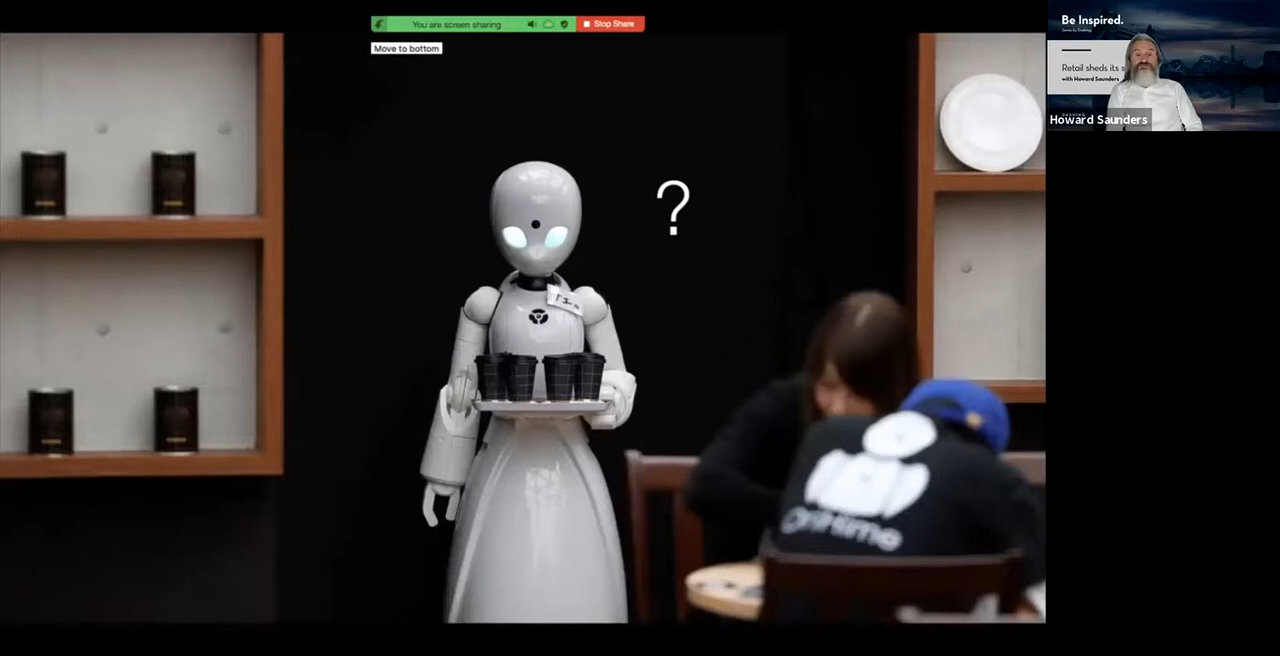 You are screen sharing
Stop Share
Move to bottom
?
OriHime
Be Inspired.
Retail sheds its s
with Howard Saunders
Howard Saunders